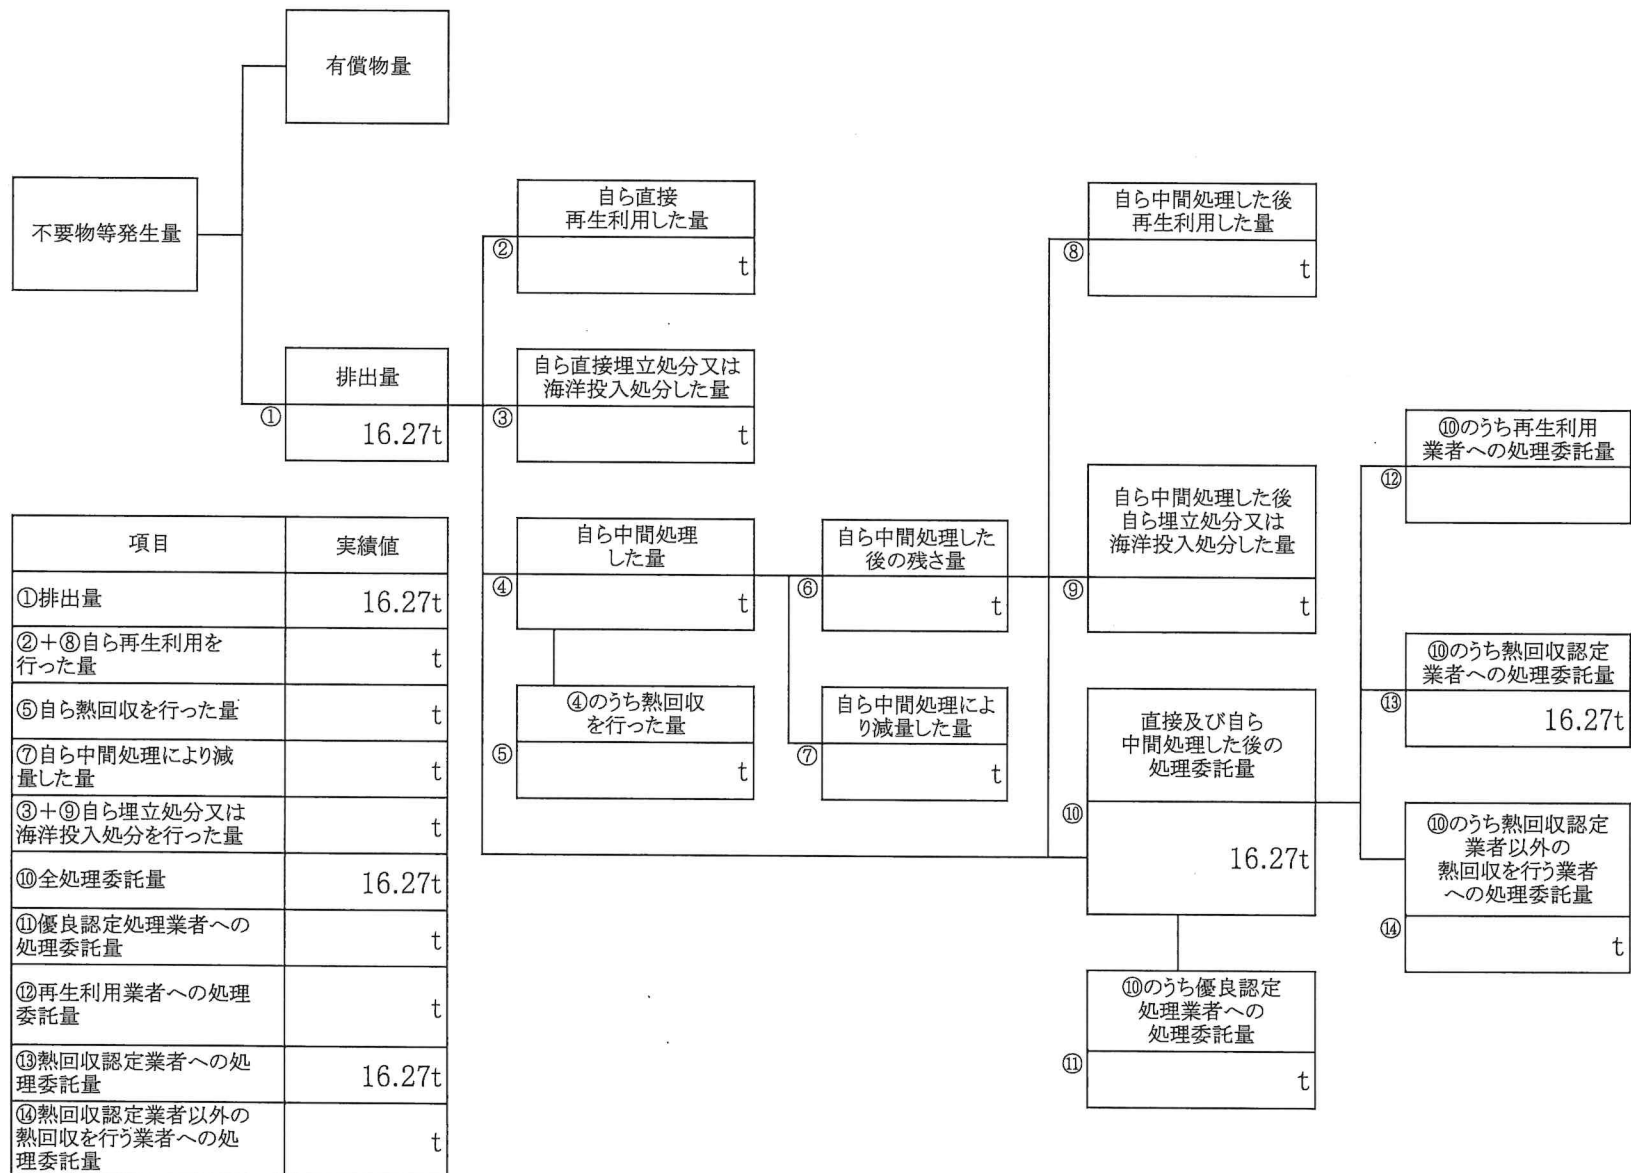 有償物量
不要物等発生量
自ら直接
再生利用した量
②
t
自ら中間処理した後
再生利用した量
⑧
t
排出量
①
16.27t
自ら直接埋立処分又は
海洋投入処分した量
③
t
⑩のうち再生利用
業者への処理委託量
⑫
自ら中間処理
した量
④
t
自ら中間処理した
後の残さ量
⑥
t
自ら中間処理した後
自ら埋立処分又は
海洋投入処分した量
⑨
t
④のうち熱回収
を行った量
⑤
t
自ら中間処理によ
り減量した量
⑦
t
直接及び自ら
中間処理した後の
処理委託量
⑩
16.27t
⑩のうち熱回収認定
業者への処理委託量
⑬
16.27t
⑩のうち熱回収認定
業者以外の
熱回収を行う業者
への処理委託量
⑭
t
⑩のうち優良認定
処理業者への
処理委託量
⑪
t
項目 実績値
①排出量 16.27t
②+⑧自ら再生利用を
行った量 t
⑤自ら熱回収を行った量 t
⑦自ら中間処理により減
量した量 t
③+⑨自ら埋立処分又は
海洋投入処分を行った量 t
⑩全処理委託量 16.27t
⑪優良認定処理業者への
処理委託量 t
⑫再生利用業者への処理
委託量 t
⑬熱回収認定業者への処
理委託量 16.27t
⑭熱回収認定業者以外の
熱回収を行う業者への処
理委託量 t